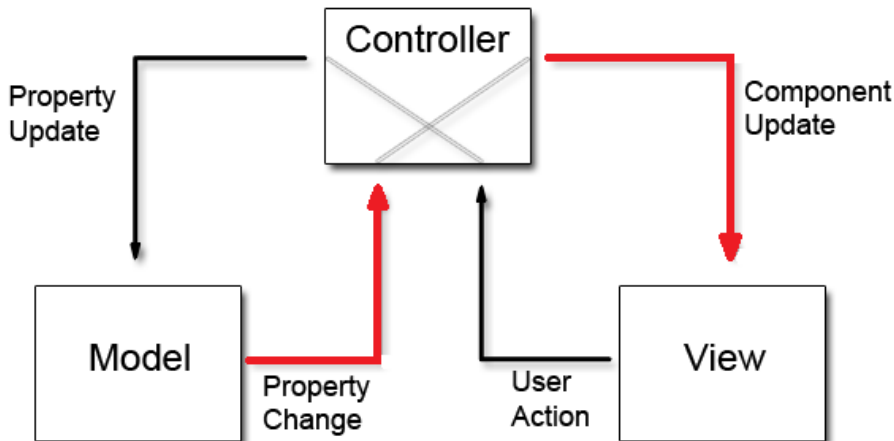 Controller
Property
Update
Component
Update
Model
Property
Change
User
Action
View